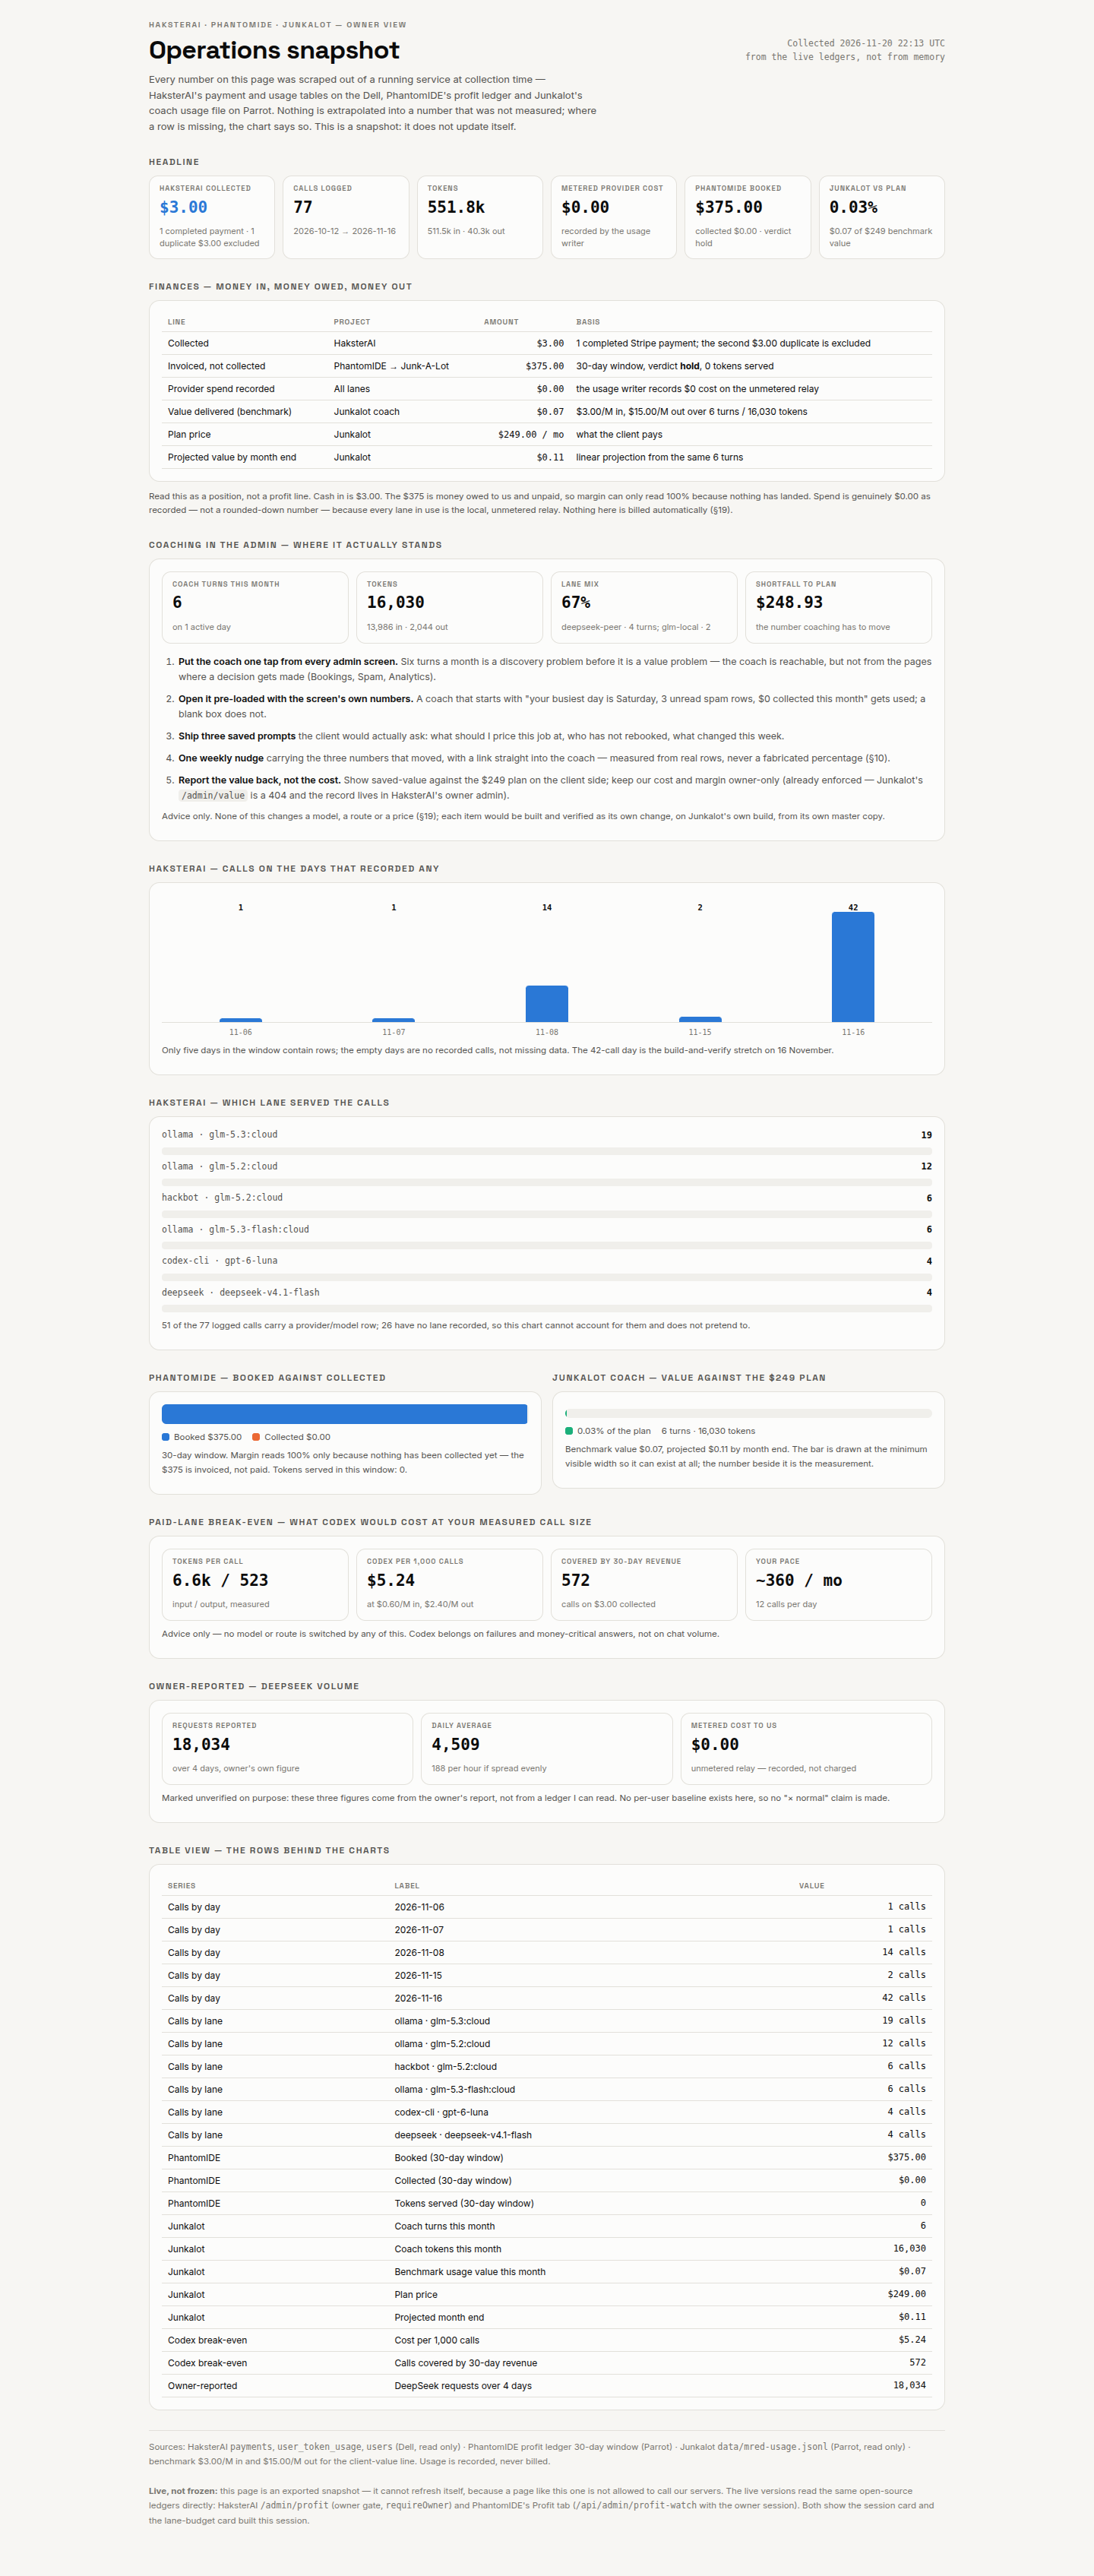 HAKSTERAI · PHANTOMIDE · JUNKALOT — OWNER VIEW
Operations snapshot
Collected 2026-11-20 22:13 UTC
from the live ledgers, not from memory
Every number on this page was scraped out of a running service at collection time —
HaksterAI's payment and usage tables on the Dell, PhantomIDE's profit ledger and Junkalot's
coach usage file on Parrot. Nothing is extrapolated into a number that was not measured; where
a row is missing, the chart says so. This is a snapshot: it does not update itself.
HEADLINE
HAKSTERAI COLLECTED
$3.00
1 completed payment · 1
duplicate $3.00 excluded
CALLS LOGGED
77
2026-10-12 → 2026-11-16
TOKENS
551.8k
511.5k in · 40.3k out
METERED PROVIDER COST
$0.00
recorded by the usage
writer
PHANTOMIDE BOOKED
$375.00
collected $0.00 · verdict
hold
JUNKALOT VS PLAN
0.03%
$0.07 of $249 benchmark
value
FINANCES — MONEY IN, MONEY OWED, MONEY OUT
LINE PROJECT AMOUNT BASIS
Collected HaksterAI $3.00 1 completed Stripe payment; the second $3.00 duplicate is excluded
Invoiced, not collected PhantomIDE → Junk-A-Lot $375.00 30-day window, verdict hold, 0 tokens served
Provider spend recorded All lanes $0.00 the usage writer records $0 cost on the unmetered relay
Value delivered (benchmark) Junkalot coach $0.07 $3.00/M in, $15.00/M out over 6 turns / 16,030 tokens
Plan price Junkalot $249.00 / mo what the client pays
Projected value by month end Junkalot $0.11 linear projection from the same 6 turns
Read this as a position, not a profit line. Cash in is $3.00. The $375 is money owed to us and unpaid, so margin can only read 100% because nothing has landed. Spend is genuinely $0.00 as
recorded — not a rounded-down number — because every lane in use is the local, unmetered relay. Nothing here is billed automatically (§19).
COACHING IN THE ADMIN — WHERE IT ACTUALLY STANDS
COACH TURNS THIS MONTH
6
on 1 active day
TOKENS
16,030
13,986 in · 2,044 out
LANE MIX
67%
deepseek-peer · 4 turns; glm-local · 2
SHORTFALL TO PLAN
$248.93
the number coaching has to move
1. Put the coach one tap from every admin screen. Six turns a month is a discovery problem before it is a value problem — the coach is reachable, but not from the pages
where a decision gets made (Bookings, Spam, Analytics).
2. Open it pre-loaded with the screen's own numbers. A coach that starts with "your busiest day is Saturday, 3 unread spam rows, $0 collected this month" gets used; a
blank box does not.
3. Ship three saved prompts the client would actually ask: what should I price this job at, who has not rebooked, what changed this week.
4. One weekly nudge carrying the three numbers that moved, with a link straight into the coach — measured from real rows, never a fabricated percentage (§10).
5. Report the value back, not the cost. Show saved-value against the $249 plan on the client side; keep our cost and margin owner-only (already enforced — Junkalot's
/admin/value is a 404 and the record lives in HaksterAI's owner admin).
Advice only. None of this changes a model, a route or a price (§19); each item would be built and verified as its own change, on Junkalot's own build, from its own master copy.
HAKSTERAI — CALLS ON THE DAYS THAT RECORDED ANY
1 1 14 2 42
11-06 11-07 11-08 11-15 11-16
Only five days in the window contain rows; the empty days are no recorded calls, not missing data. The 42-call day is the build-and-verify stretch on 16 November.
HAKSTERAI — WHICH LANE SERVED THE CALLS
ollama · glm-5.3:cloud 19
ollama · glm-5.2:cloud 12
hackbot · glm-5.2:cloud 6
ollama · glm-5.3-flash:cloud 6
codex-cli · gpt-6-luna 4
deepseek · deepseek-v4.1-flash 4
51 of the 77 logged calls carry a provider/model row; 26 have no lane recorded, so this chart cannot account for them and does not pretend to.
PHANTOMIDE — BOOKED AGAINST COLLECTED
Booked $375.00 Collected $0.00
30-day window. Margin reads 100% only because nothing has been collected yet — the
$375 is invoiced, not paid. Tokens served in this window: 0.
JUNKALOT COACH — VALUE AGAINST THE $249 PLAN
0.03% of the plan 6 turns · 16,030 tokens
Benchmark value $0.07, projected $0.11 by month end. The bar is drawn at the minimum
visible width so it can exist at all; the number beside it is the measurement.
PAID-LANE BREAK-EVEN — WHAT CODEX WOULD COST AT YOUR MEASURED CALL SIZE
TOKENS PER CALL
6.6k / 523
input / output, measured
CODEX PER 1,000 CALLS
$5.24
at $0.60/M in, $2.40/M out
COVERED BY 30-DAY REVENUE
572
calls on $3.00 collected
YOUR PACE
~360 / mo
12 calls per day
Advice only — no model or route is switched by any of this. Codex belongs on failures and money-critical answers, not on chat volume.
OWNER-REPORTED — DEEPSEEK VOLUME
REQUESTS REPORTED
18,034
over 4 days, owner's own figure
DAILY AVERAGE
4,509
188 per hour if spread evenly
METERED COST TO US
$0.00
unmetered relay — recorded, not charged
Marked unverified on purpose: these three figures come from the owner's report, not from a ledger I can read. No per-user baseline exists here, so no "× normal" claim is made.
TABLE VIEW — THE ROWS BEHIND THE CHARTS
SERIES LABEL VALUE
Calls by day 2026-11-06 1 calls
Calls by day 2026-11-07 1 calls
Calls by day 2026-11-08 14 calls
Calls by day 2026-11-15 2 calls
Calls by day 2026-11-16 42 calls
Calls by lane ollama · glm-5.3:cloud 19 calls
Calls by lane ollama · glm-5.2:cloud 12 calls
Calls by lane hackbot · glm-5.2:cloud 6 calls
Calls by lane ollama · glm-5.3-flash:cloud 6 calls
Calls by lane codex-cli · gpt-6-luna 4 calls
Calls by lane deepseek · deepseek-v4.1-flash 4 calls
PhantomIDE Booked (30-day window) $375.00
PhantomIDE Collected (30-day window) $0.00
PhantomIDE Tokens served (30-day window) 0
Junkalot Coach turns this month 6
Junkalot Coach tokens this month 16,030
Junkalot Benchmark usage value this month $0.07
Junkalot Plan price $249.00
Junkalot Projected month end $0.11
Codex break-even Cost per 1,000 calls $5.24
Codex break-even Calls covered by 30-day revenue 572
Owner-reported DeepSeek requests over 4 days 18,034
Sources: HaksterAI payments, user_token_usage, users (Dell, read only) · PhantomIDE profit ledger 30-day window (Parrot) · Junkalot data/mred-usage.jsonl (Parrot, read only) ·
benchmark $3.00/M in and $15.00/M out for the client-value line. Usage is recorded, never billed.
Live, not frozen: this page is an exported snapshot — it cannot refresh itself, because a page like this one is not allowed to call our servers. The live versions read the same open-source
ledgers directly: HaksterAI /admin/profit (owner gate, requireOwner) and PhantomIDE's Profit tab (/api/admin/profit-watch with the owner session). Both show the session card and
the lane-budget card built this session.